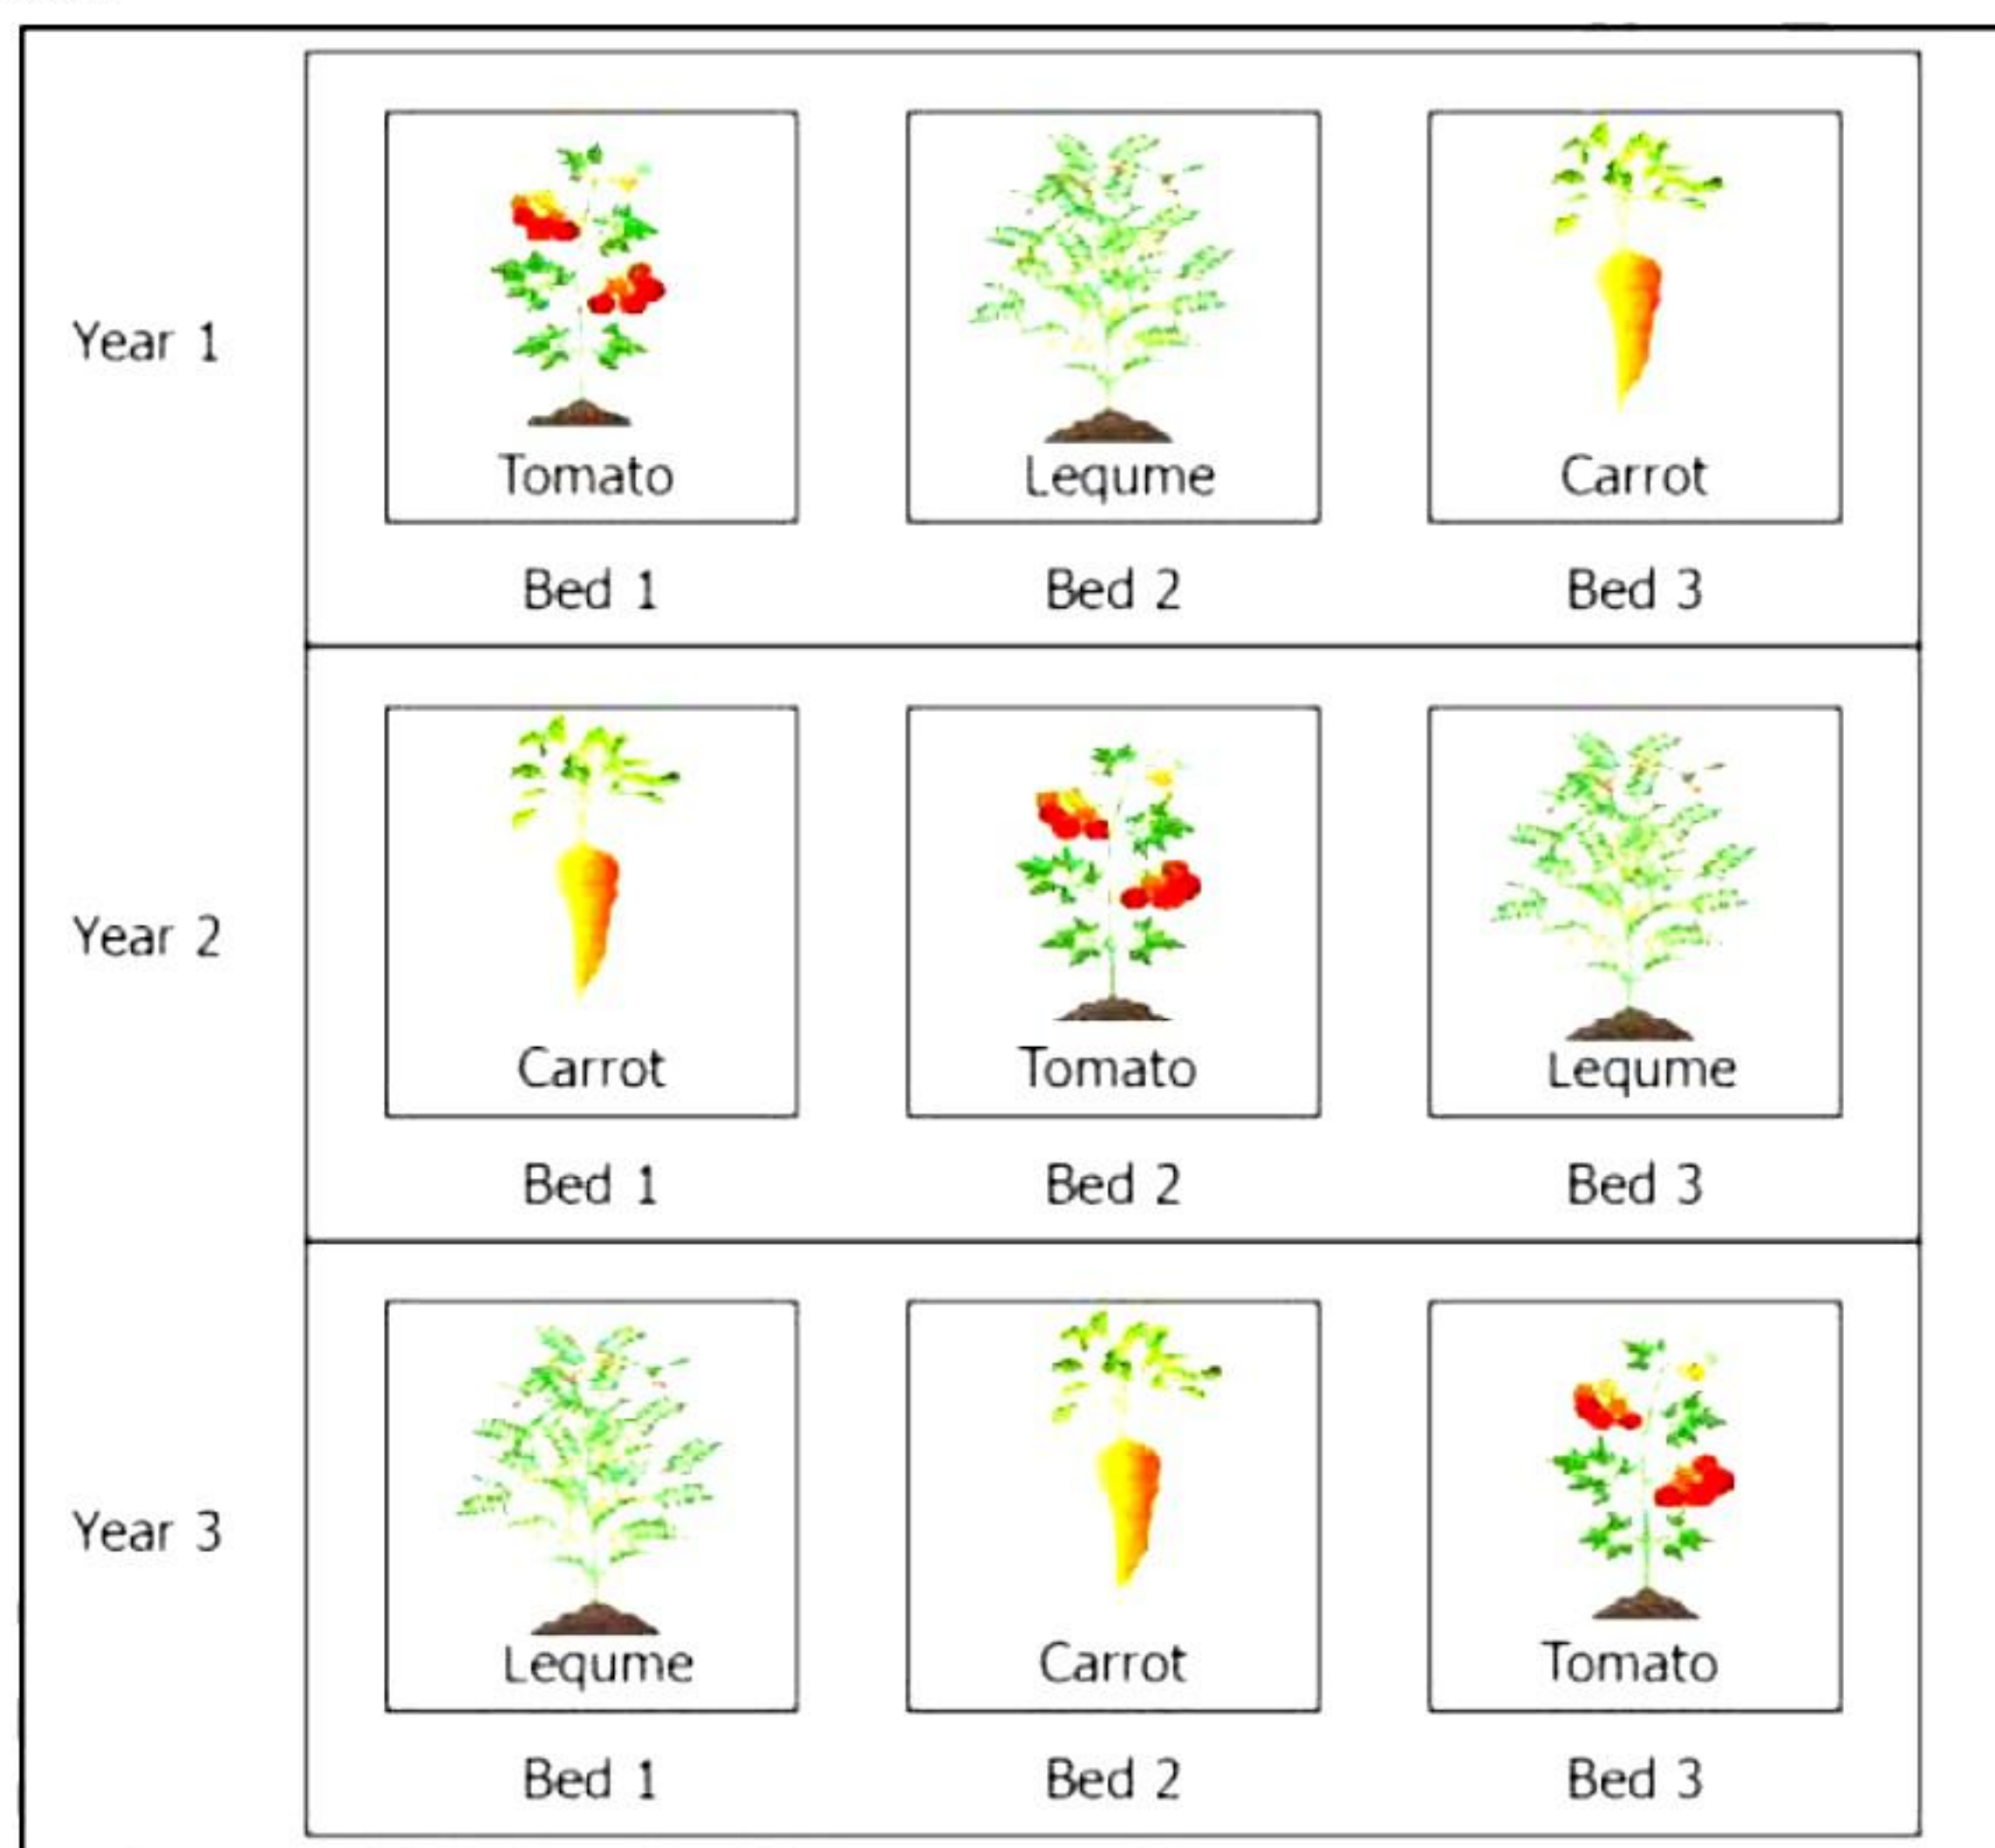 Tomato Lequme Carrot
Year 1
Bed 1 Bed 2 Bed 3
Carrot Tomato Lequme
Year 2
Bed 1 Bed 2 Bed 3
Lequme Carrot Tomato
Year 3
Bed 1 Bed 2 Bed 3